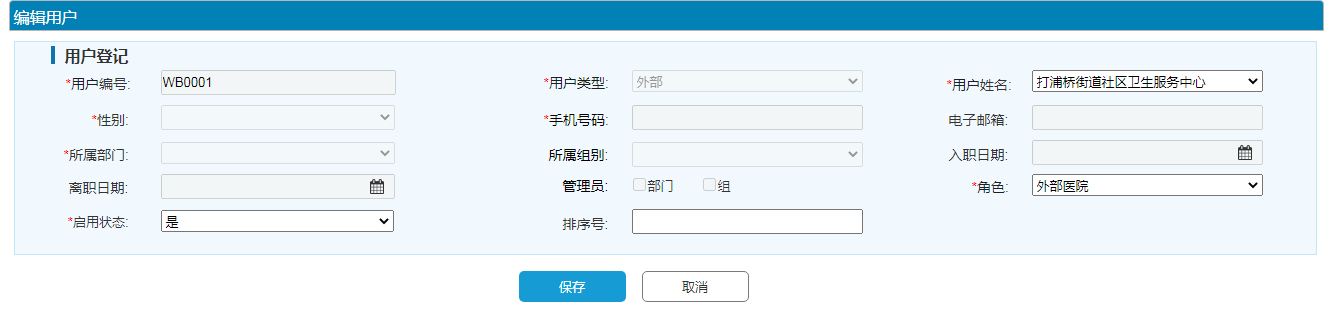 编辑用户
用户登记
*用户编号: WB0001 *用户类型: 外部 *用户姓名: 打浦桥街道社区卫生服务中心
*性别: *手机号码: 电子邮箱:
*所属部门: 所属组别: 入职日期:
离职日期: 管理员: 部门 组 *角色: 外部医院
*启用状态: 是 排序号:
保存 取消